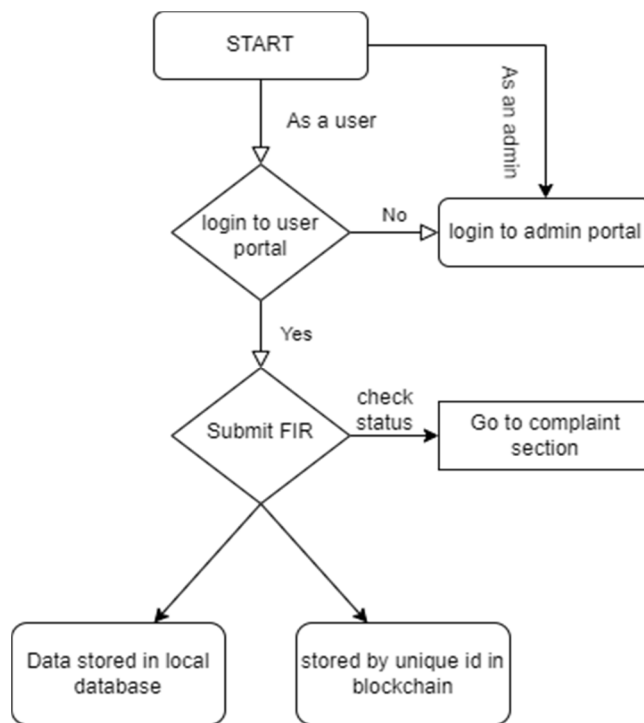 START
As a user
As an admin
login to user
portal
No
login to admin portal
Yes
Submit FIR
check
status
Go to complaint
section
Data stored in local
database
stored by unique id in
blockchain